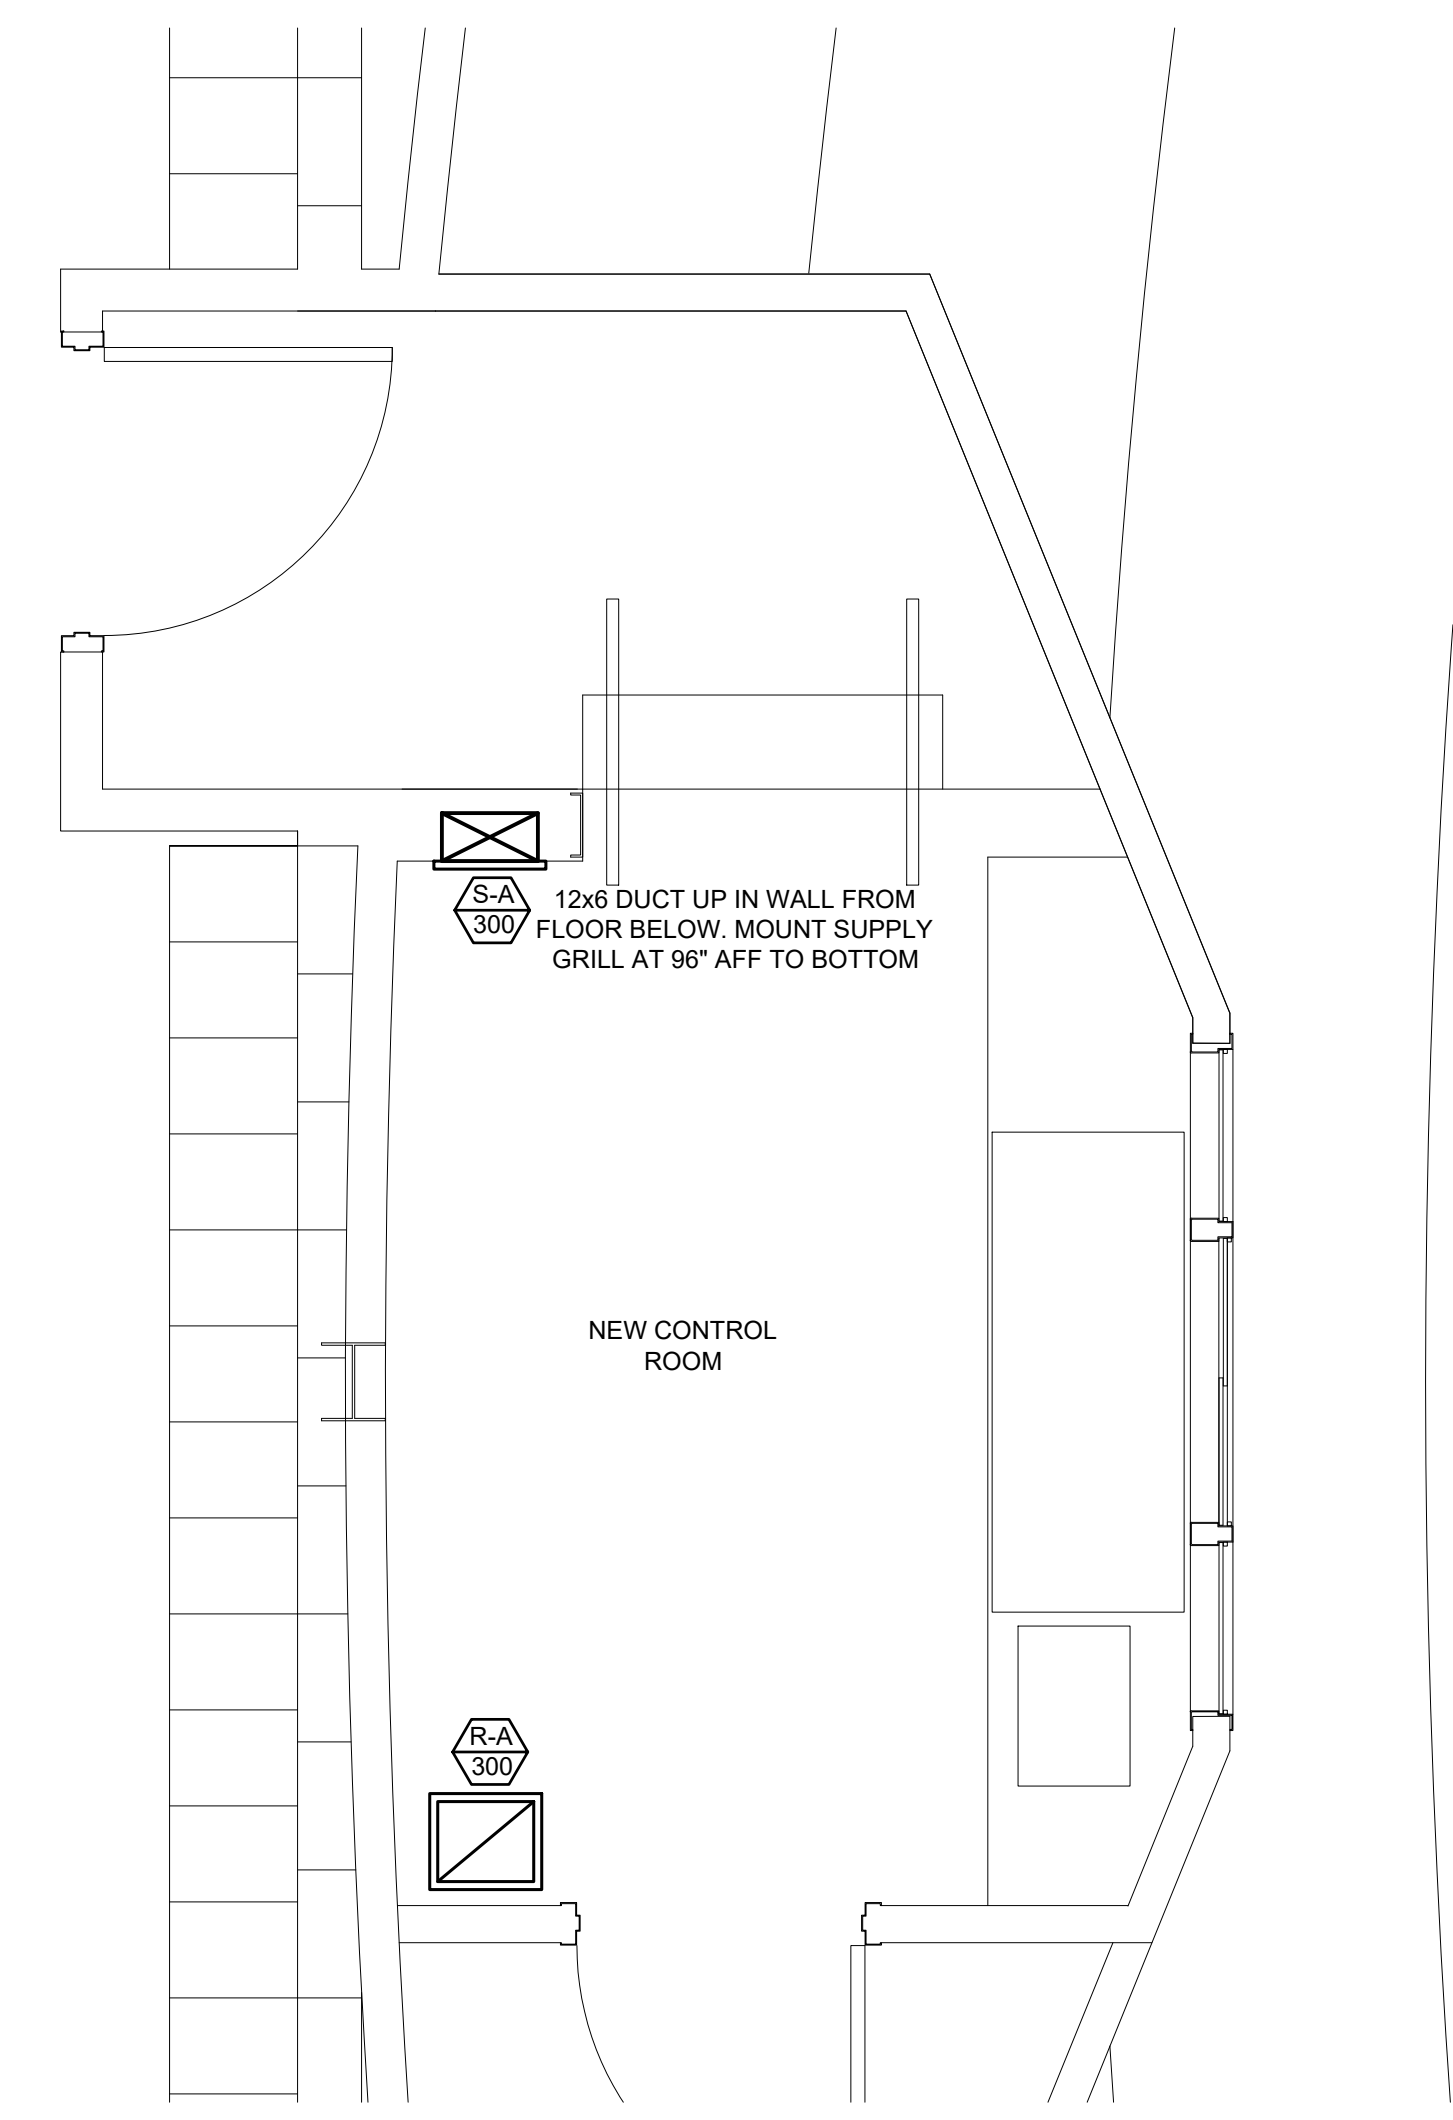 S-A
300
12x6 DUCT UP IN WALL FROM
FLOOR BELOW. MOUNT SUPPLY
GRILL AT 96" AFF TO BOTTOM
NEW CONTROL
ROOM
R-A
300